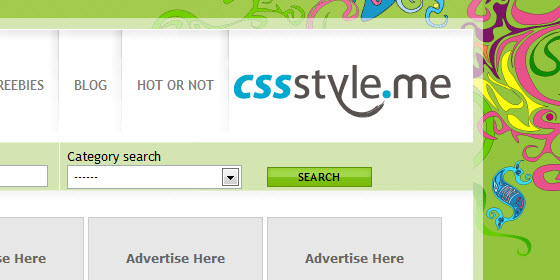 REEBIES BLOG HOT OR NOT cssstyle.me
Category search
------ SEARCH
se Here Advertise Here Advertise Here